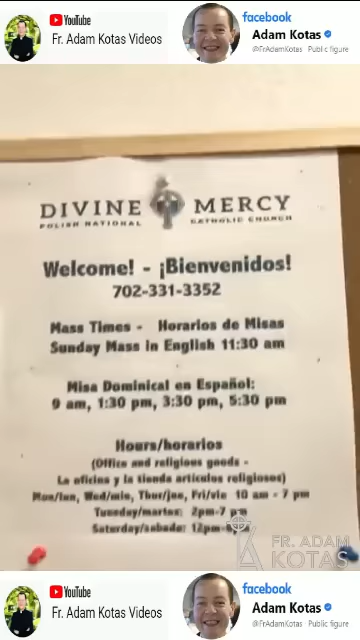 YouTube
Fr. Adam Kotas Videos
facebook
Adam Kotas
@FrAdamKotas · Public figure
DIVINE MERCY
POLISH NATIONAL CATHOLIC CHURCH
Welcome! - ¡Bienvenidos!
702-331-3352
Mass Times - Horarios de Misas
Sunday Mass in English 11:30 am
Misa Dominical en Español:
9 am, 1:30 pm, 3:30 pm, 5:30 pm
Hours/horarios
(Office and religious goods -
La oficina y la tienda artículos religiosos)
Mon/lun, Wed/mie, Thur/jue, Fri/vie 10 am - 7 pm
Tuesday/martes: 2pm-7 pm
Saturday/sabado: 12pm-
FR. ADAM
KOTAS
YouTube
Fr. Adam Kotas Videos
facebook
Adam Kotas
@FrAdamKotas · Public figure